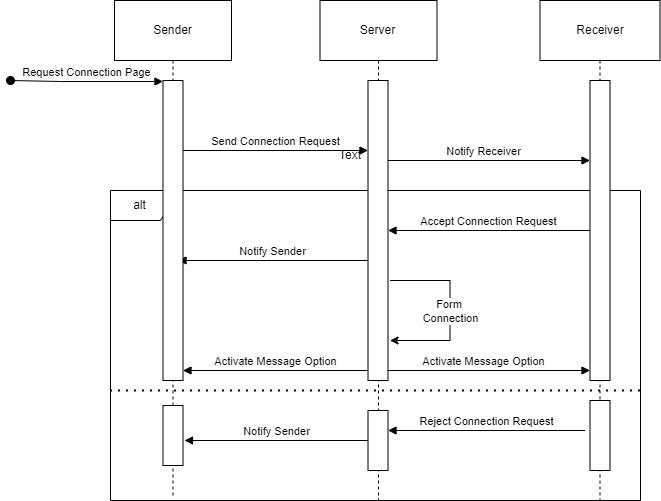 Sender
Server
Receiver
Request Connection Page
Send Connection Request
Text
Notify Receiver
alt
Accept Connection Request
Notify Sender
Form
Connection
Activate Message Option
Activate Message Option
Reject Connection Request
Notify Sender